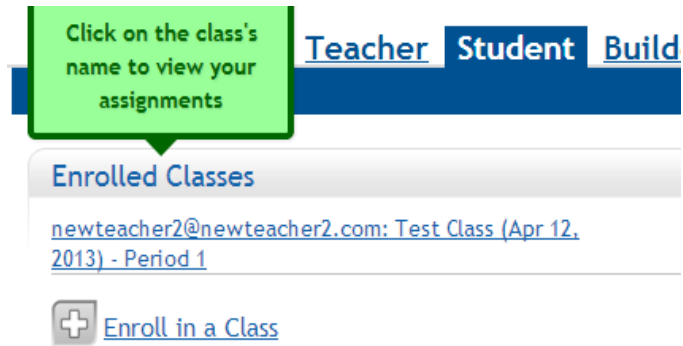 Click on the class's
name to view your
assignments
Teacher Student Build
Enrolled Classes
newteacher2@newteacher2.com: Test Class (Apr 12,
2013) - Period 1
Enroll in a Class